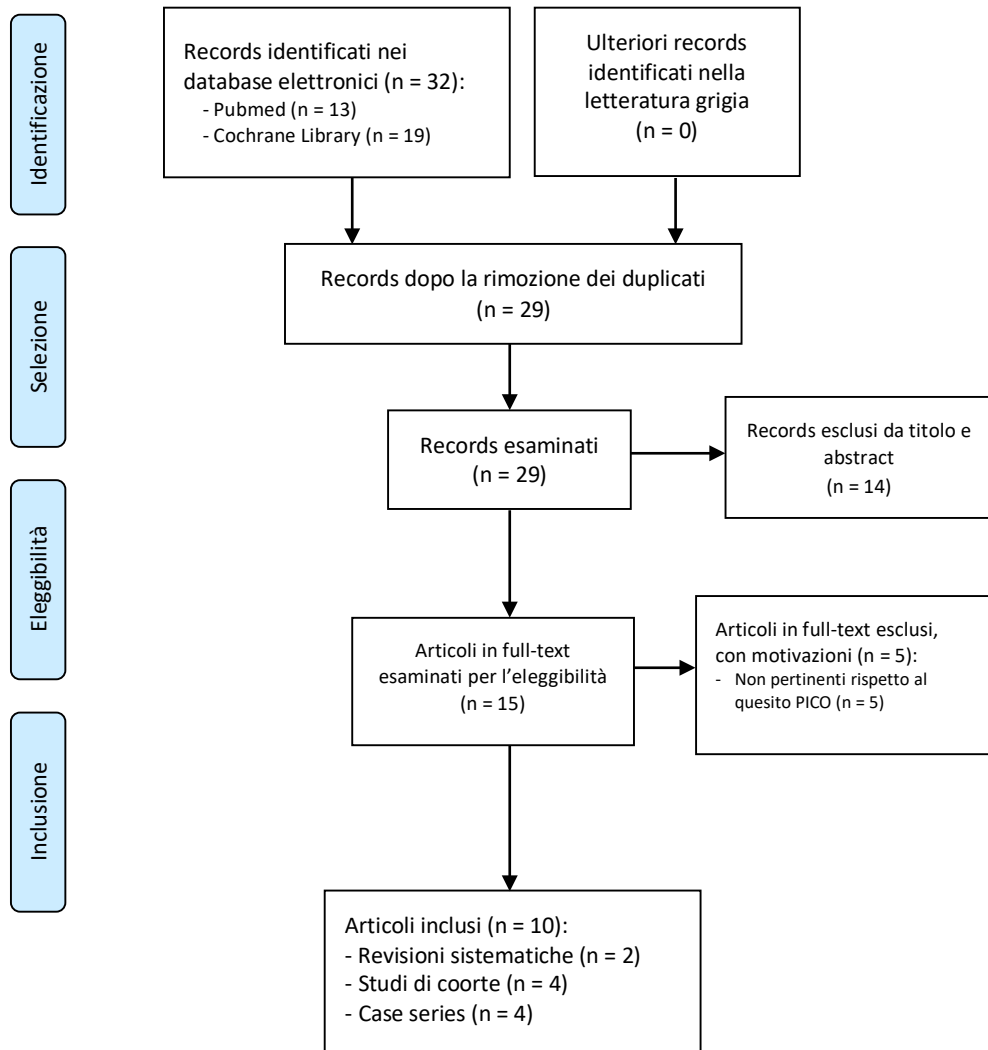 Identificazione
Records identificati nei
database elettronici (n = 32):
- Pubmed (n = 13)
- Cochrane Library (n = 19)
Ulteriori records
identificati nella
letteratura grigia
(n = 0)
Selezione
Records dopo la rimozione dei duplicati
(n = 29)
Records esaminati
(n = 29)
Records esclusi da titolo e
abstract
(n = 14)
Eleggibilità
Articoli in full-text
esaminati per l’eleggibilità
(n = 15)
Articoli in full-text esclusi,
con motivazioni (n = 5):
- Non pertinenti rispetto al
quesito PICO (n = 5)
Inclusione
Articoli inclusi (n = 10):
- Revisioni sistematiche (n = 2)
- Studi di coorte (n = 4)
- Case series (n = 4)